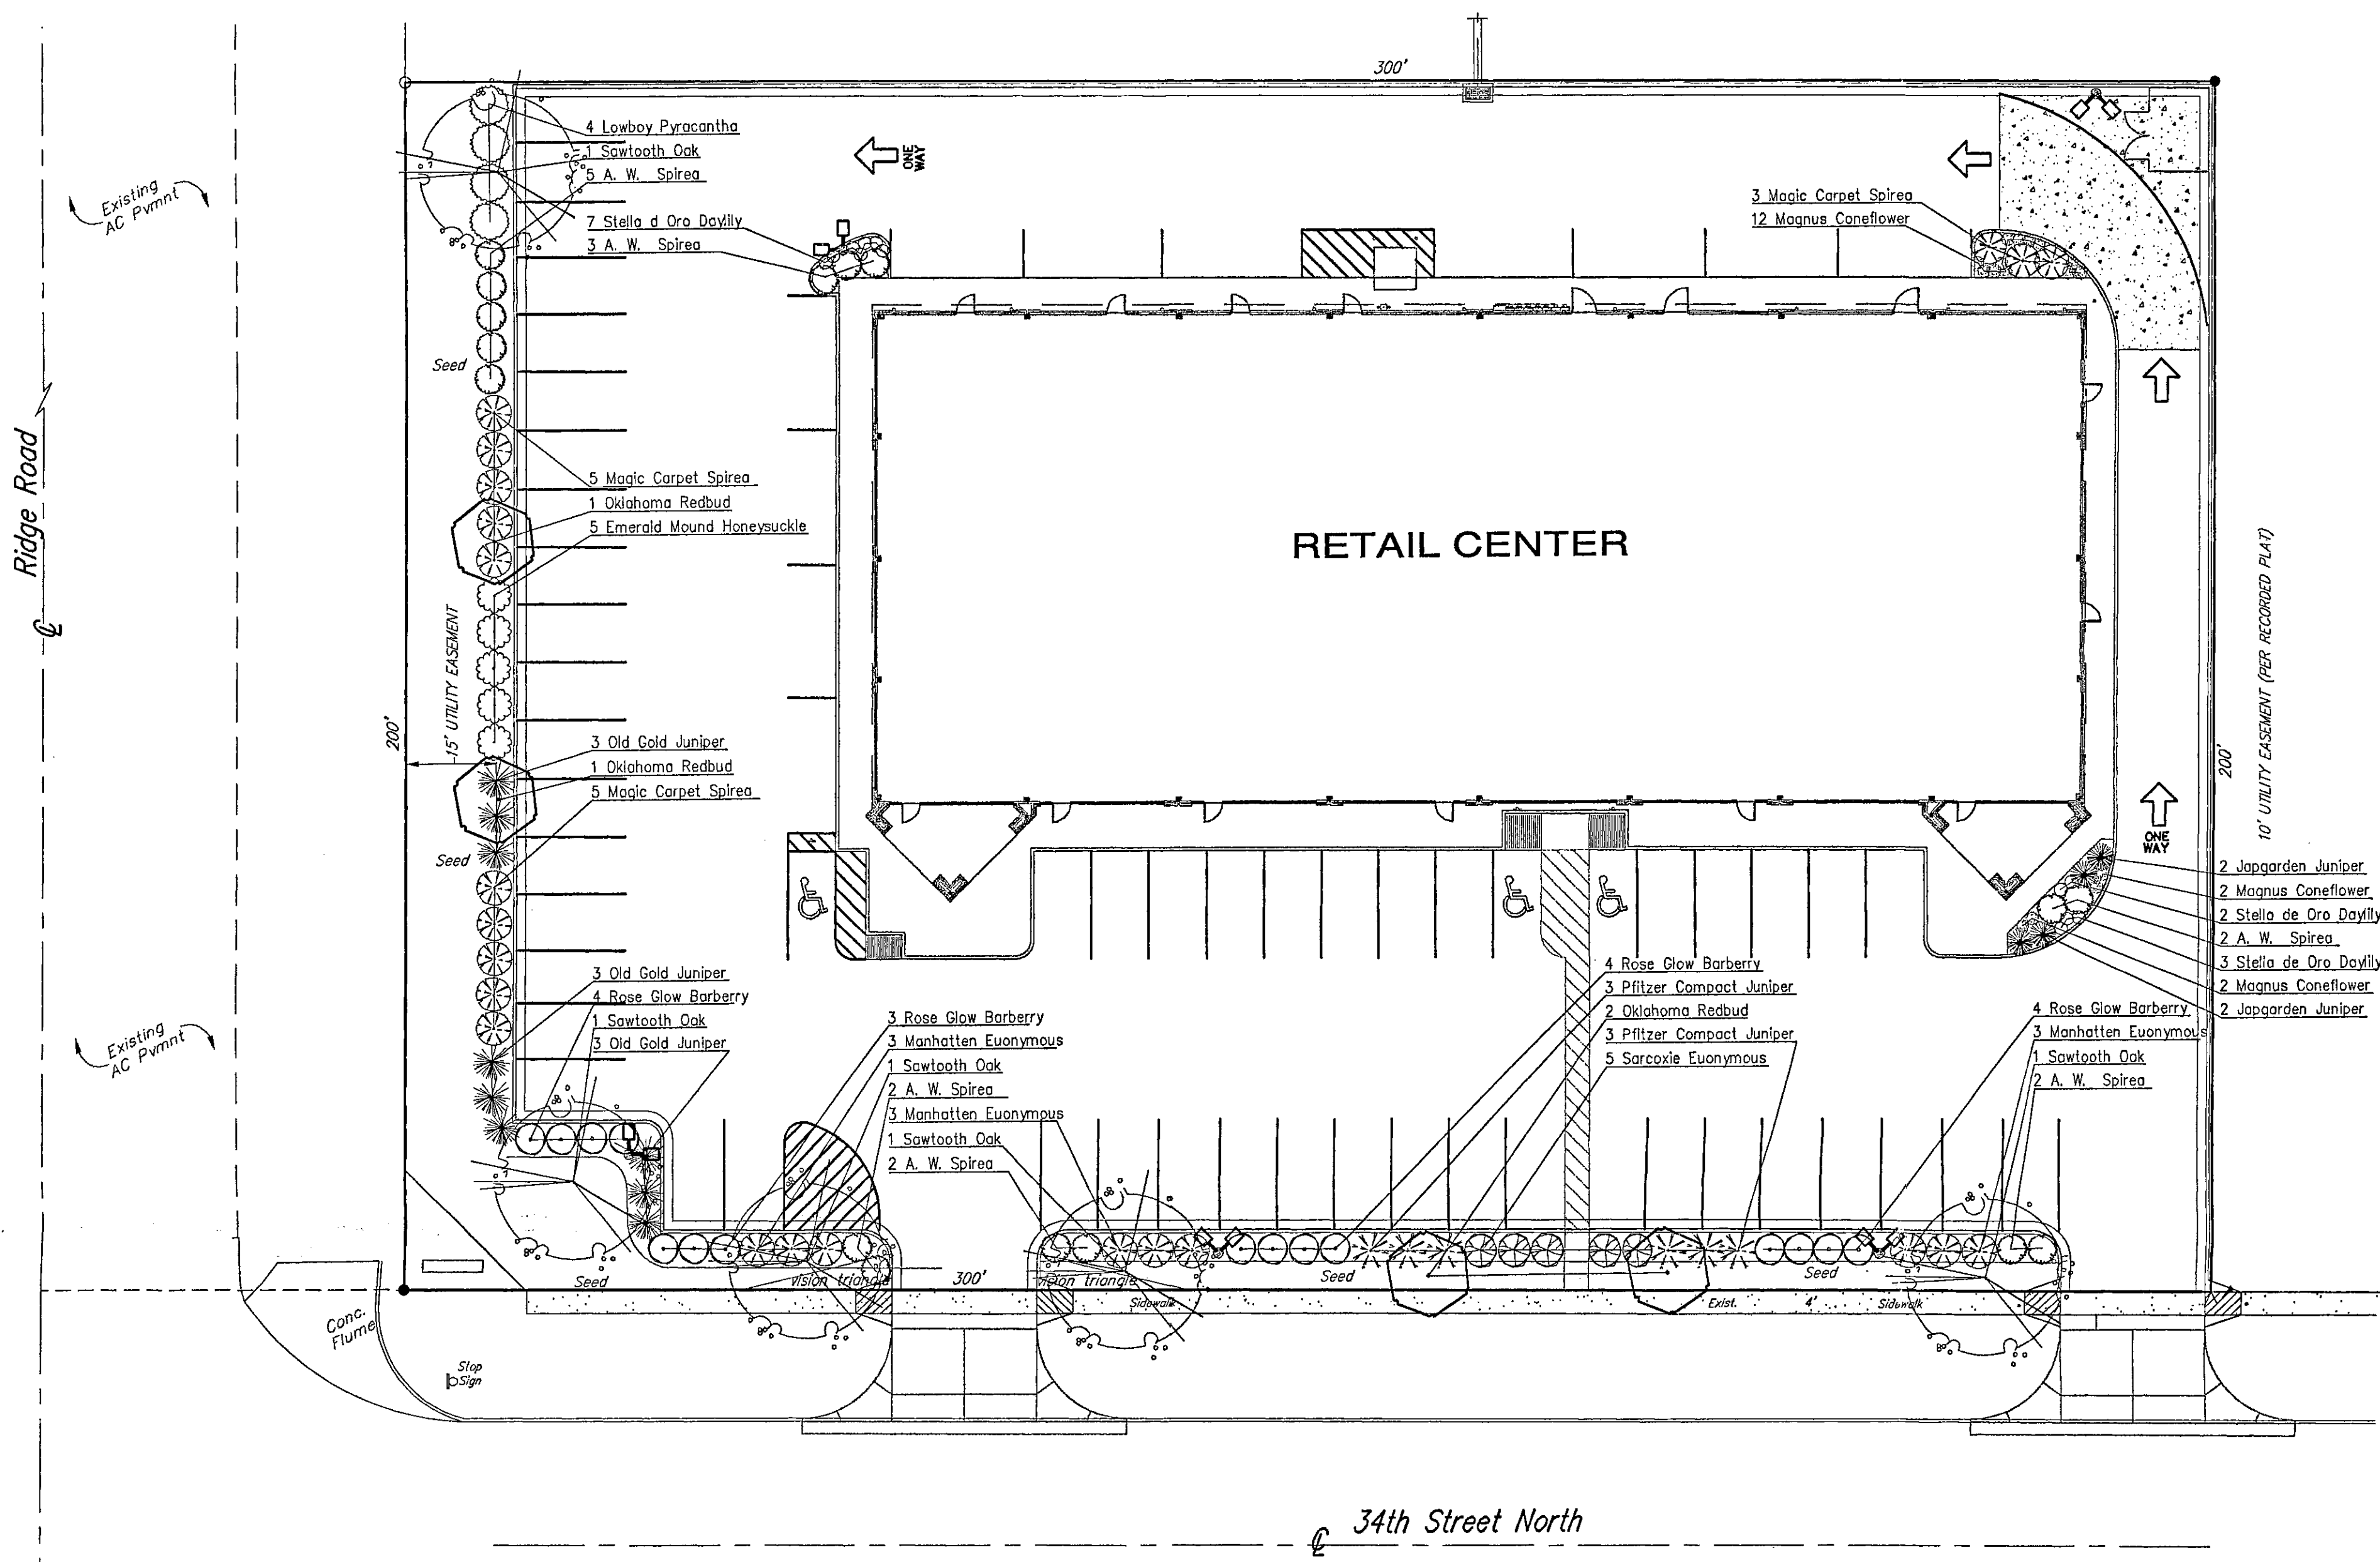 300'
4 Lowboy Pyracantha
1 Sawtooth Oak
5 A. W. Spirea
7 Stella d Oro Daylily
3 A. W. Spirea
ONE WAY
3 Magic Carpet Spirea
12 Magnus Coneflower
Existing
AC Pvmnt
Seed
Ridge Road
5 Magic Carpet Spirea
1 Oklahoma Redbud
5 Emerald Mound Honeysuckle
RETAIL CENTER
15' UTILITY EASEMENT
200'
3 Old Gold Juniper
1 Oklahoma Redbud
5 Magic Carpet Spirea
Seed
10' UTILITY EASEMENT (PER RECORDED PLAT)
200'
ONE
WAY
2 Japgarden Juniper
2 Magnus Coneflower
2 Stella de Oro Daylily
2 A. W. Spirea
3 Stella de Oro Daylily
2 Magnus Coneflower
2 Japgarden Juniper
3 Old Gold Juniper
4 Rose Glow Barberry
1 Sawtooth Oak
3 Old Gold Juniper
Existing
AC Pvmnt
3 Rose Glow Barberry
3 Manhatten Euonymous
1 Sawtooth Oak
2 A. W. Spirea
3 Manhatten Euonymous
1 Sawtooth Oak
2 A. W. Spirea
4 Rose Glow Barberry
3 Pfitzer Compact Juniper
2 Oklahoma Redbud
3 Pfitzer Compact Juniper
5 Sarcoxie Euonymous
4 Rose Glow Barberry
3 Manhatten Euonymous
1 Sawtooth Oak
2 A. W. Spirea
Seed
vision triangle
300'
vision triangle
Seed
Seed
Sidewalk
Exist. 4' Sidewalk
Conc.
Flume
Stop
Sign
34th Street North